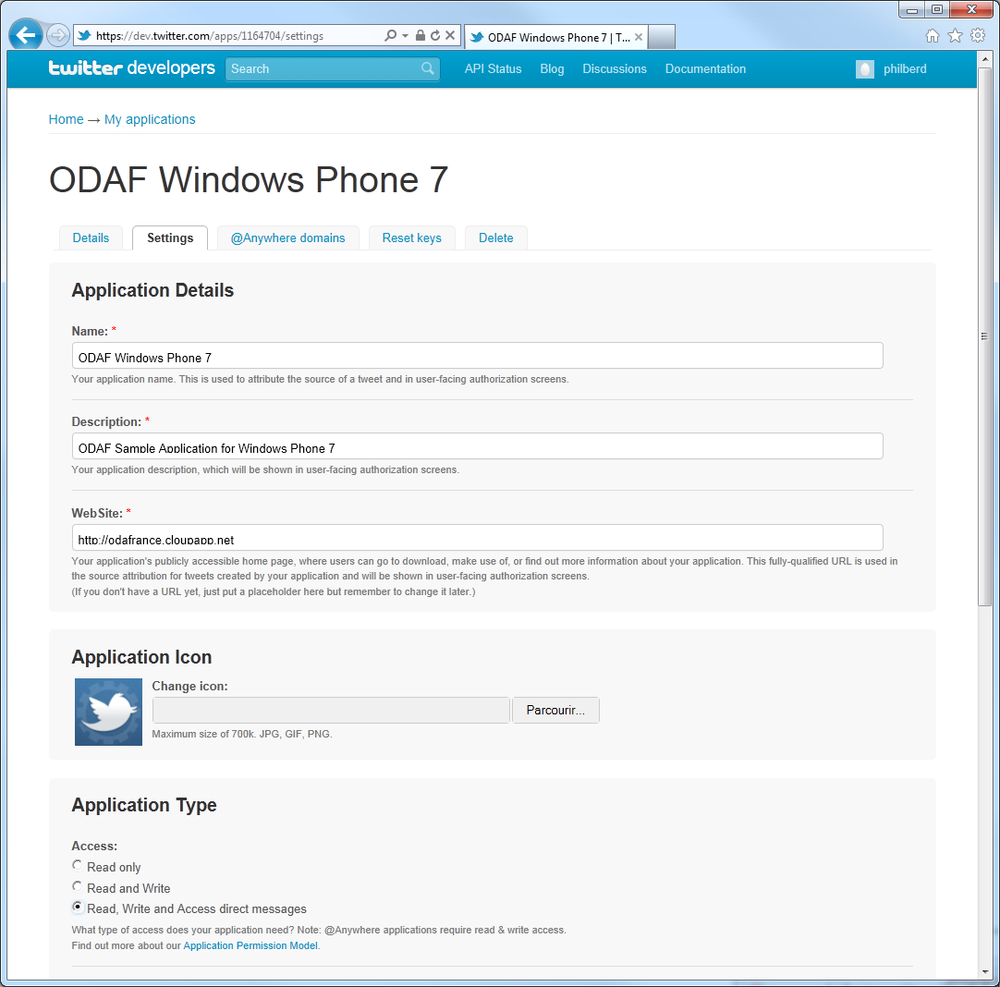 https://dev.twitter.com/apps/1164704/settings
ODAF Windows Phone 7 | T...
twitter developers
Search
API Status Blog Discussions Documentation
philberd
Home → My applications
ODAF Windows Phone 7
Details Settings @Anywhere domains Reset keys Delete
Application Details
Name: *
ODAF Windows Phone 7
Your application name. This is used to attribute the source of a tweet and in user-facing authorization screens.
Description: *
ODAF Sample Application for Windows Phone 7
Your application description, which will be shown in user-facing authorization screens.
WebSite: *
http://odafrance.cloupapp.net
Your application's publicly accessible home page, where users can go to download, make use of, or find out more information about your application. This fully-qualified URL is used in
the source attribution for tweets created by your application and will be shown in user-facing authorization screens.
(If you don't have a URL yet, just put a placeholder here but remember to change it later.)
Application Icon
Change icon:
Parcourir...
Maximum size of 700k. JPG, GIF, PNG.
Application Type
Access:
Read only
Read and Write
Read, Write and Access direct messages
What type of access does your application need? Note: @Anywhere applications require read & write access.
Find out more about our Application Permission Model.